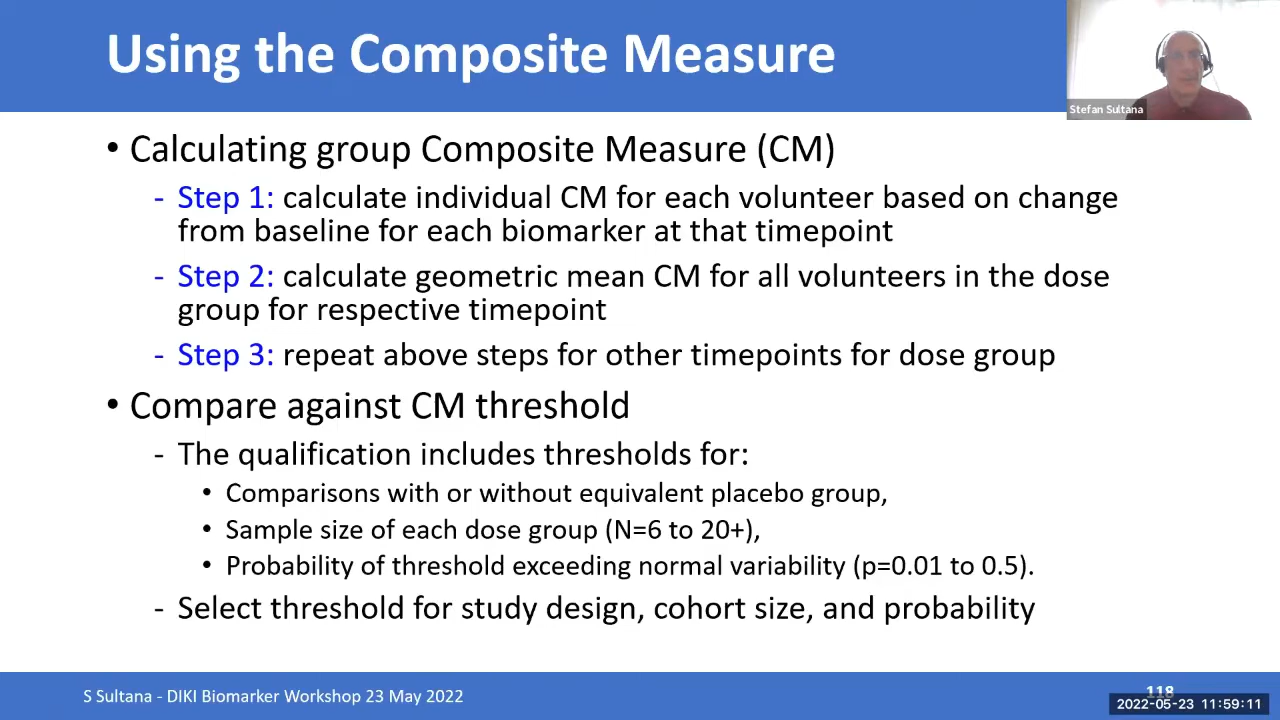 Using the Composite Measure
Stefan Sultana
• Calculating group Composite Measure (CM)
- Step 1: calculate individual CM for each volunteer based on change
from baseline for each biomarker at that timepoint
- Step 2: calculate geometric mean CM for all volunteers in the dose
group for respective timepoint
- Step 3: repeat above steps for other timepoints for dose group
• Compare against CM threshold
- The qualification includes thresholds for:
• Comparisons with or without equivalent placebo group,
• Sample size of each dose group (N=6 to 20+),
• Probability of threshold exceeding normal variability (p=0.01 to 0.5).
- Select threshold for study design, cohort size, and probability
S Sultana - DIKI Biomarker Workshop 23 May 2022
118
2022-05-23 11:59:11